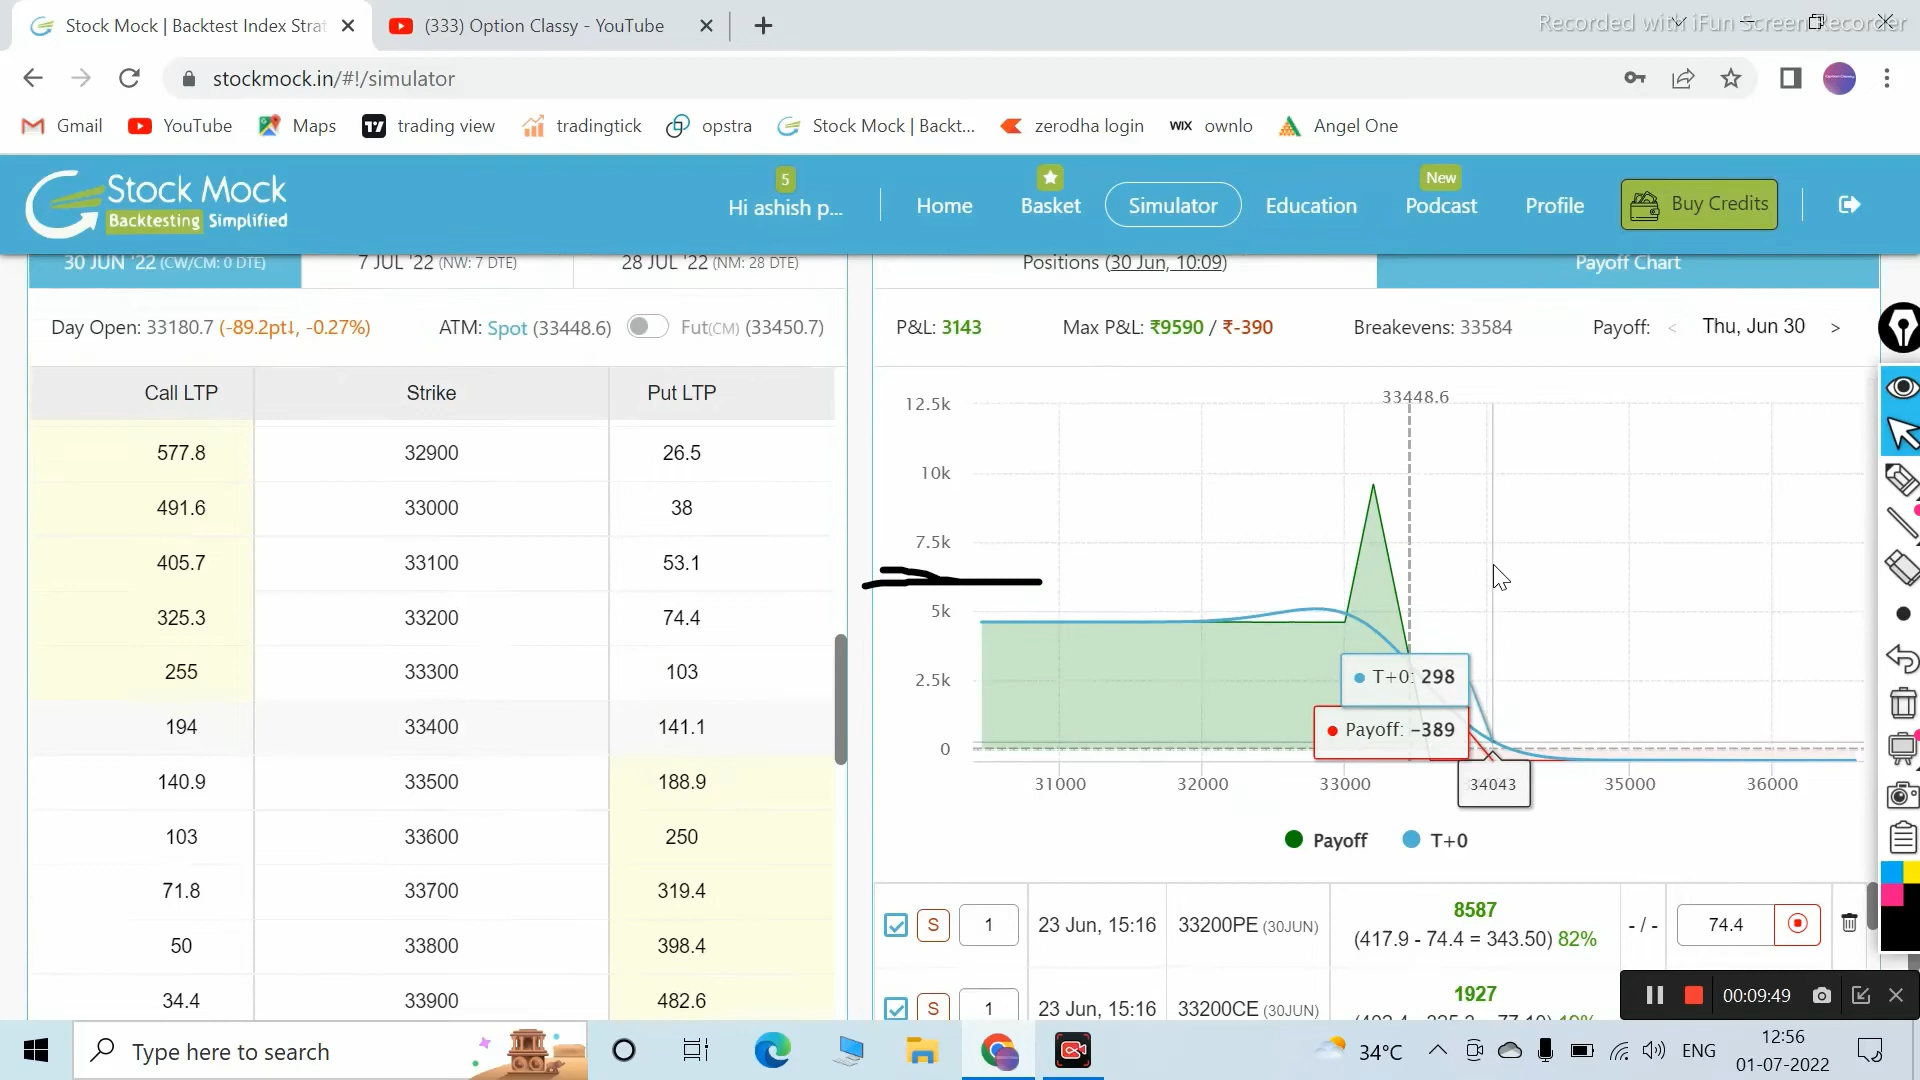 Stock Mock | Backtest Index Strat
(333) Option Classy - YouTube
Recorded with iFun Screen Recorder
stockmock.in/#!/simulator
Gmail
YouTube
Maps
trading view
tradingtick
opstra
Stock Mock | Backt...
zerodha login
WIX ownlo
Angel One
Stock Mock
Backtesting Simplified
5
Hi ashish p...
Home
Basket
Simulator
Education
New
Podcast
Profile
Buy Credits
30 JUN '22 (CW/CM: 0 DTE)
7 JUL '22 (NW: 7 DTE)
28 JUL '22 (NM: 28 DTE)
Positions (30 Jun, 10:09)
Payoff Chart
Day Open: 33180.7 (-89.2pt↓, -0.27%)
ATM: Spot (33448.6)
Fut(CM) (33450.7)
P&L: 3143
Max P&L: ₹9590 / ₹-390
Breakevens: 33584
Payoff: < Thu, Jun 30 >
Call LTP Strike Put LTP
577.8 32900 26.5
491.6 33000 38
405.7 33100 53.1
325.3 33200 74.4
255 33300 103
194 33400 141.1
140.9 33500 188.9
103 33600 250
71.8 33700 319.4
50 33800 398.4
34.4 33900 482.6
33448.6
12.5k
10k
7.5k
5k
2.5k
0
T+0: 298
Payoff: -389
34043
31000 32000 33000 35000 36000
Payoff T+0
S 1 23 Jun, 15:16 33200PE (30JUN)
8587
(417.9 - 74.4 = 343.50) 82%
- / -
74.4
S 1 23 Jun, 15:16 33200CE (30JUN)
1927
00:09:49
Type here to search
34°C
ENG
12:56
01-07-2022